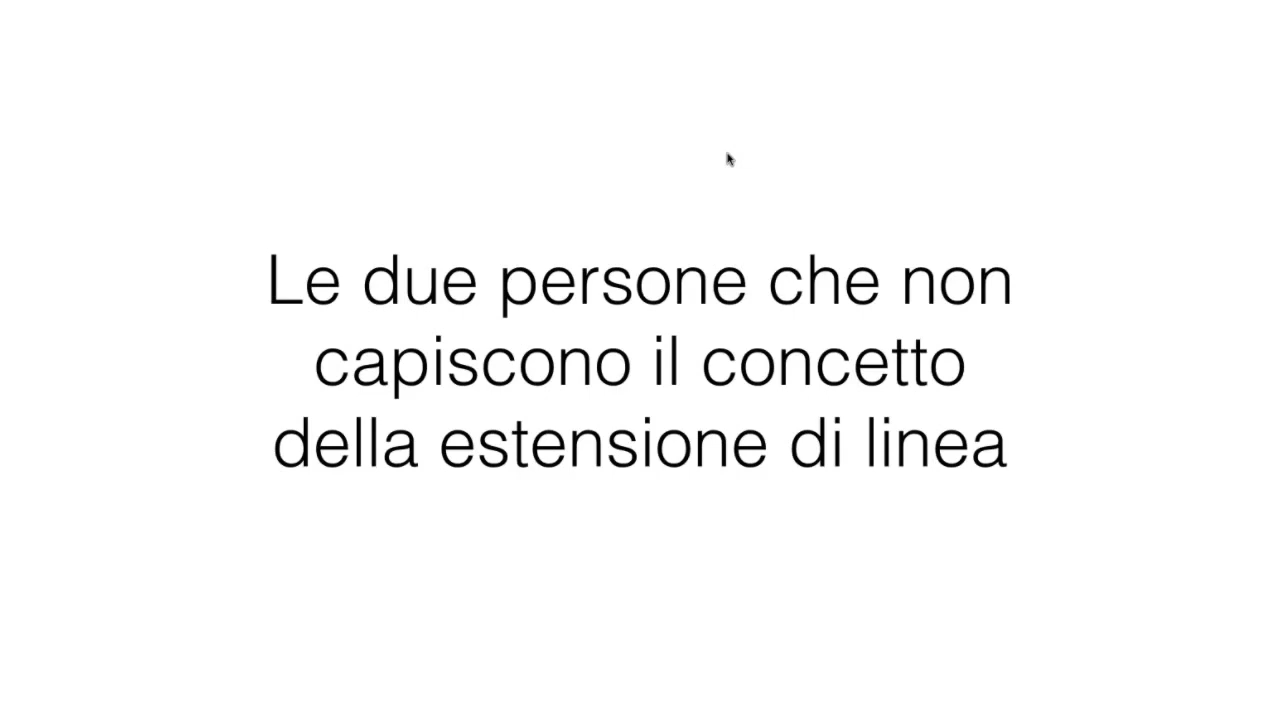 Le due persone che non
capiscono il concetto
della estensione di linea